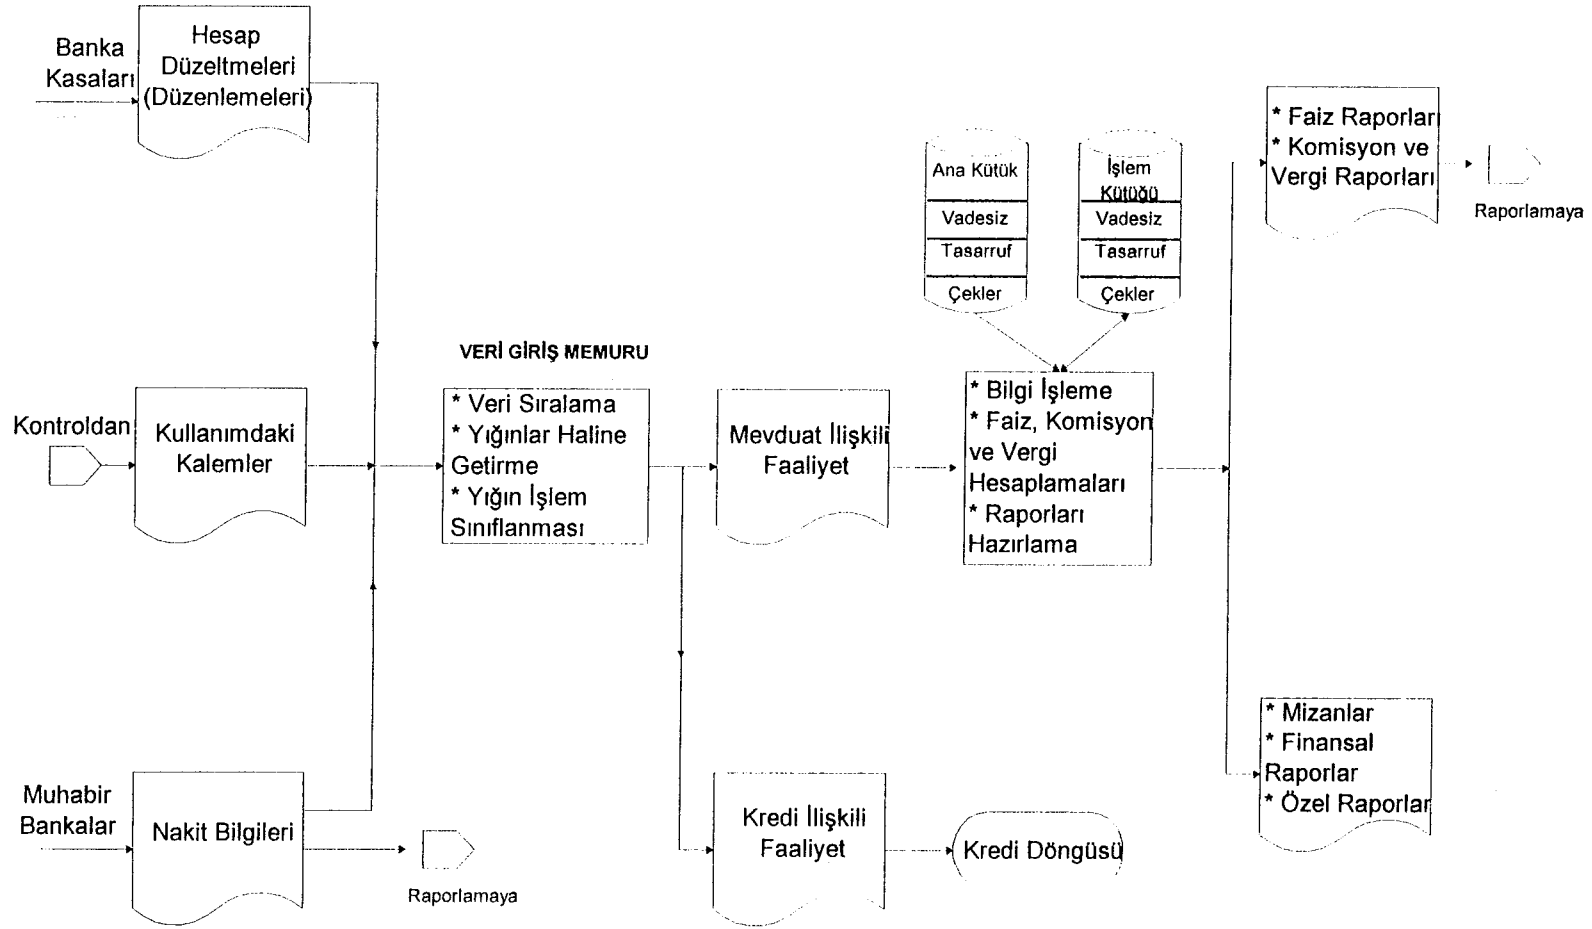 Banka
Kasaları
Hesap
Düzeltmeleri
(Düzenlemeleri)
Kontroldan
Kullanımdaki
Kalemler
Muhabir
Bankalar
Nakit Bilgileri
Raporlamaya
VERİ GİRİŞ MEMURU
* Veri Sıralama
* Yığınlar Haline
Getirme
* Yığın İşlem
Sınıflanması
Mevduat İlişkili
Faaliyet
Kredi İlişkili
Faaliyet
Kredi Döngüsü
Ana Kütük
Vadesiz
Tasarruf
Çekler
İşlem
Kütüğü
Vadesiz
Tasarruf
Çekler
* Bilgi İşleme
* Faiz, Komisyon
ve Vergi
Hesaplamaları
* Raporları
Hazırlama
* Faiz Raporları
* Komisyon ve
Vergi Raporları
Raporlamaya
* Mizanlar
* Finansal
Raporlar
* Özel Raporlar